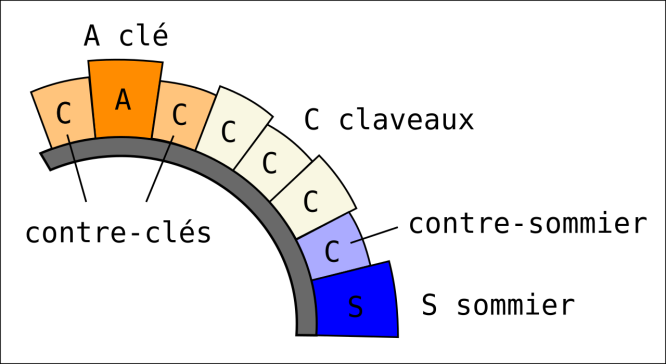 A clé
C
A
C
C
C
C
C
S
C claveaux
contre-clés
contre-sommier
S sommier